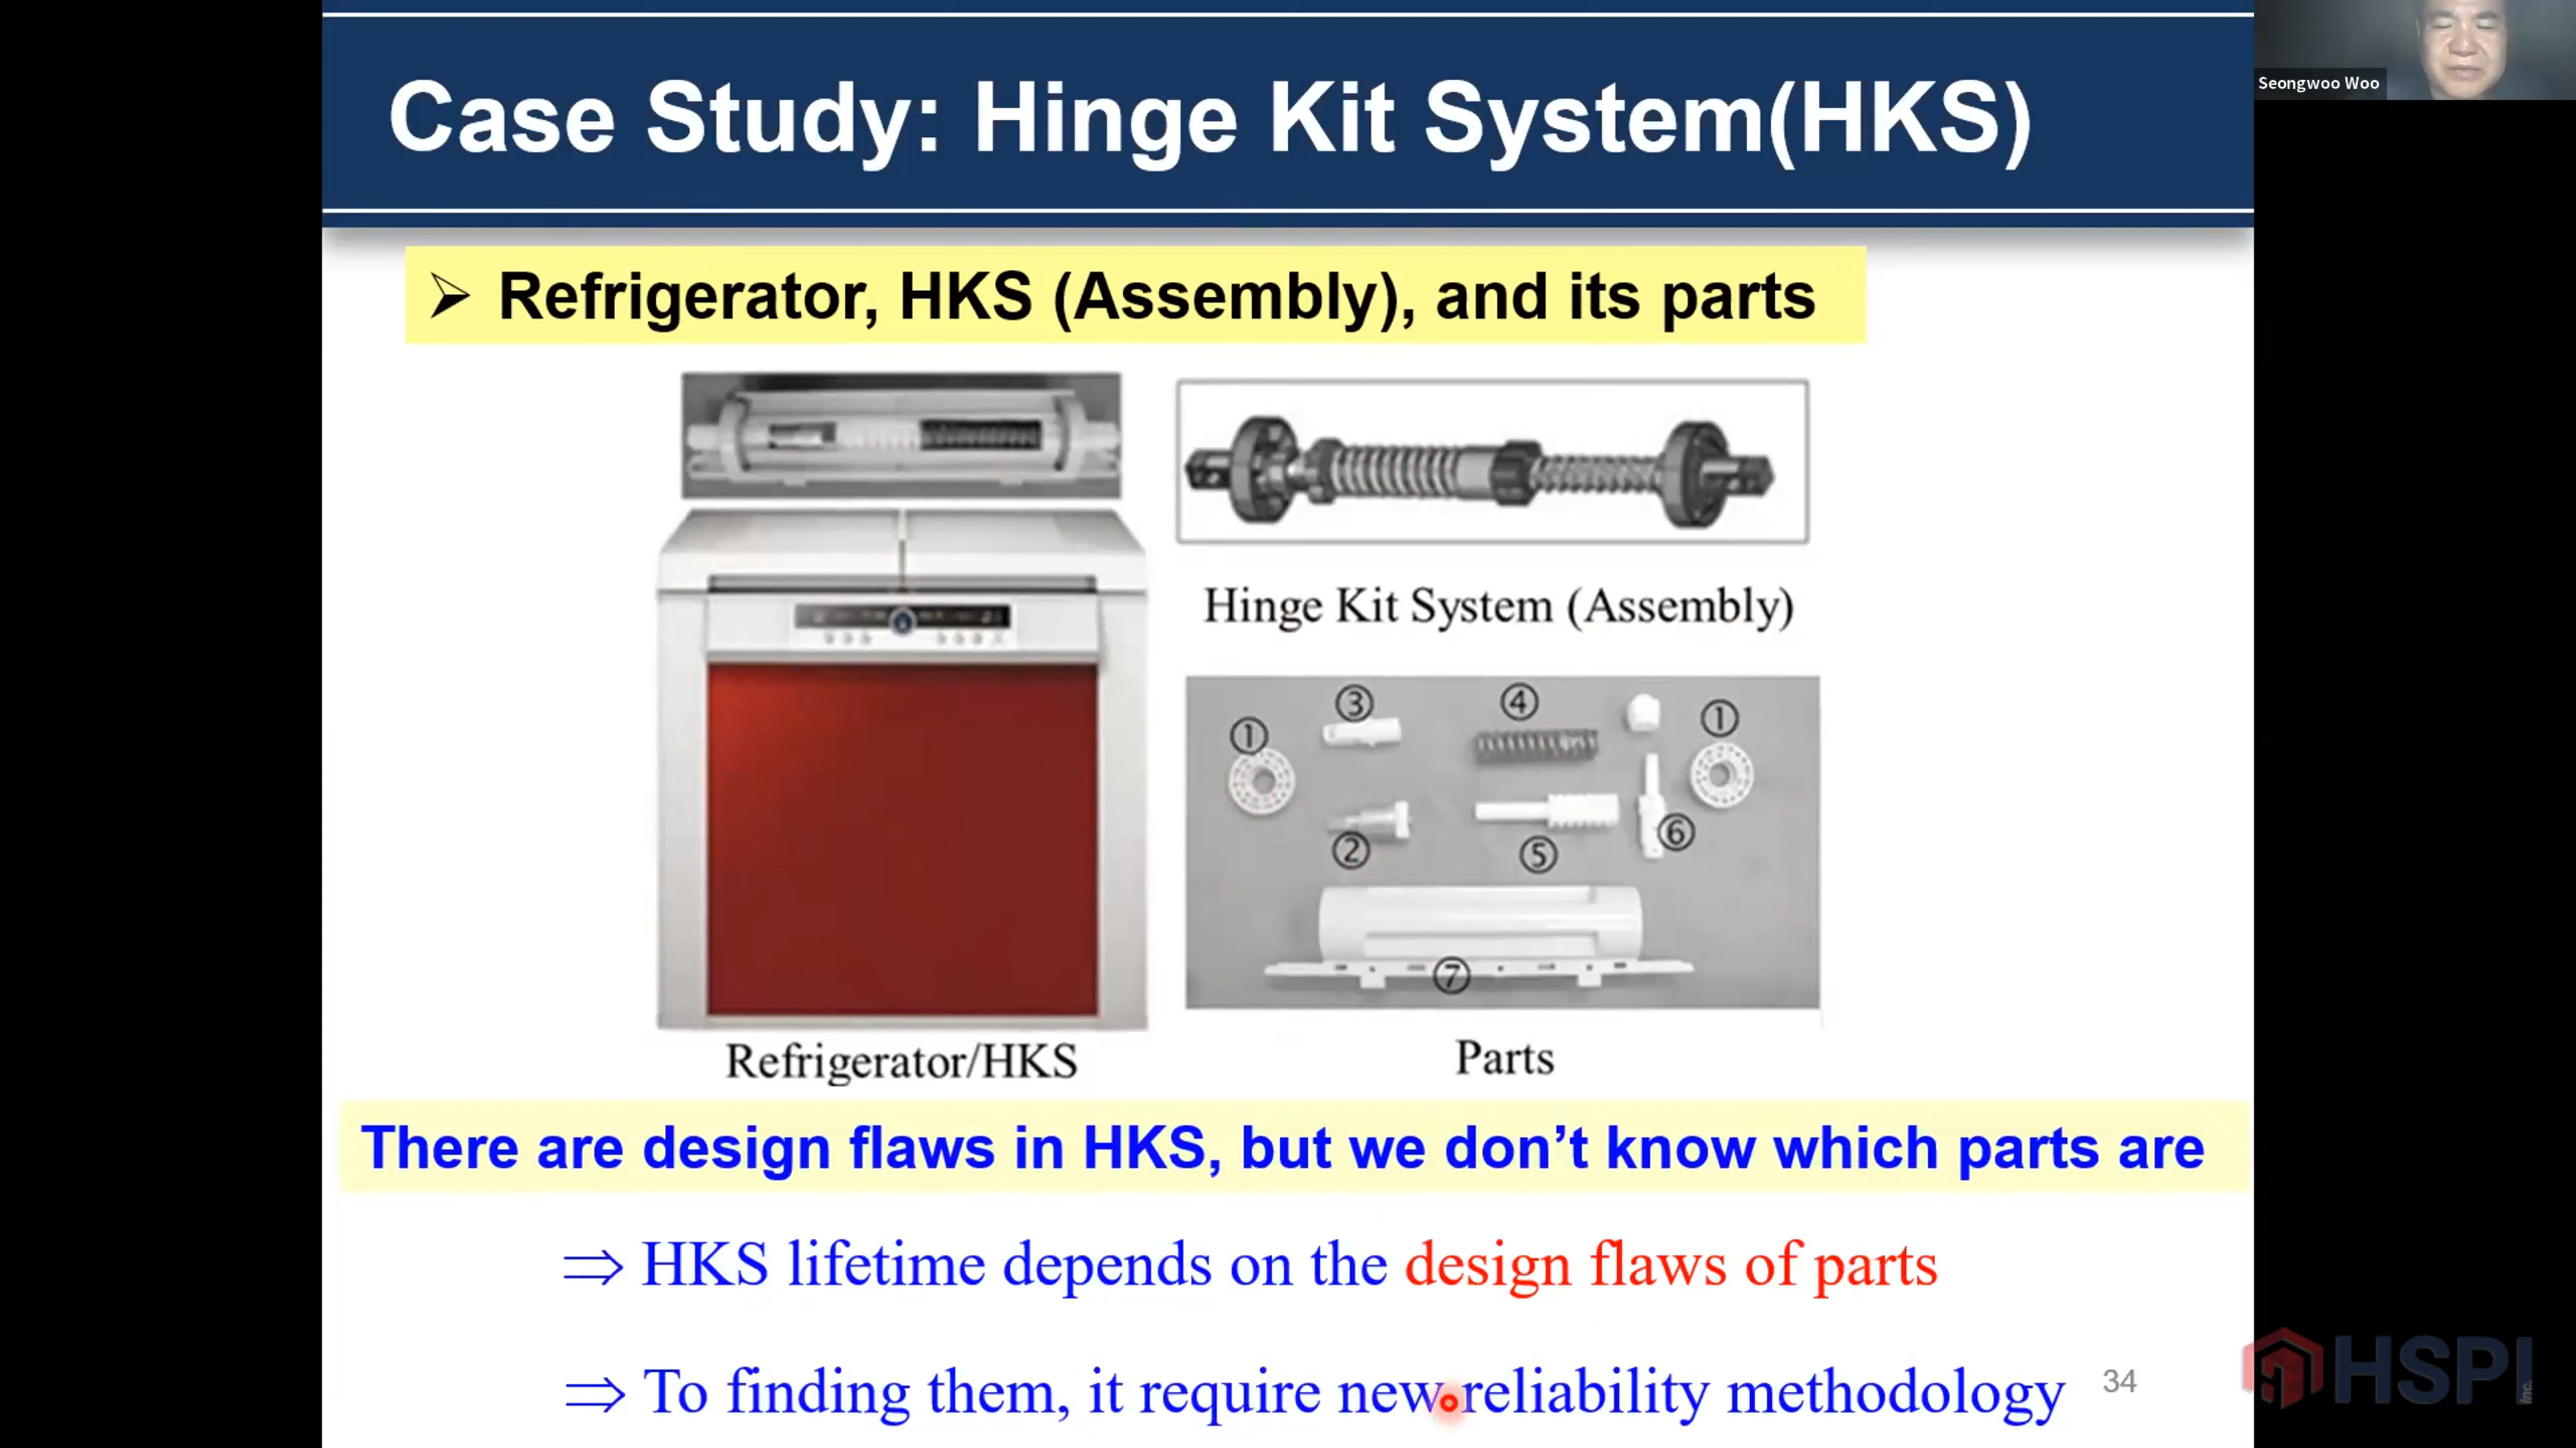 Case Study: Hinge Kit System(HKS)
Seongwoo Woo
➢ Refrigerator, HKS (Assembly), and its parts
Hinge Kit System (Assembly)
③
④
①
①
②
⑤
⑥
⑦
Refrigerator/HKS
Parts
There are design flaws in HKS, but we don’t know which parts are
⇒ HKS lifetime depends on the design flaws of parts
⇒ To finding them, it require new reliability methodology
34
HSPI Inc.